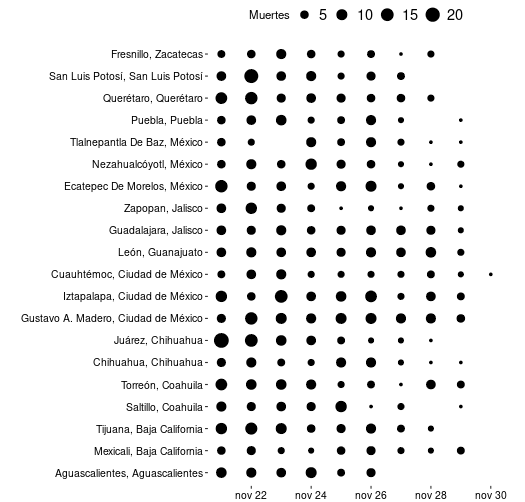 Muertes 5 10 15 20
Fresnillo, Zacatecas
San Luis Potosí, San Luis Potosí
Querétaro, Querétaro
Puebla, Puebla
Tlalnepantla De Baz, México
Nezahualcóyotl, México
Ecatepec De Morelos, México
Zapopan, Jalisco
Guadalajara, Jalisco
León, Guanajuato
Cuauhtémoc, Ciudad de México
Iztapalapa, Ciudad de México
Gustavo A. Madero, Ciudad de México
Juárez, Chihuahua
Chihuahua, Chihuahua
Torreón, Coahuila
Saltillo, Coahuila
Tijuana, Baja California
Mexicali, Baja California
Aguascalientes, Aguascalientes
nov 22 nov 24 nov 26 nov 28 nov 30